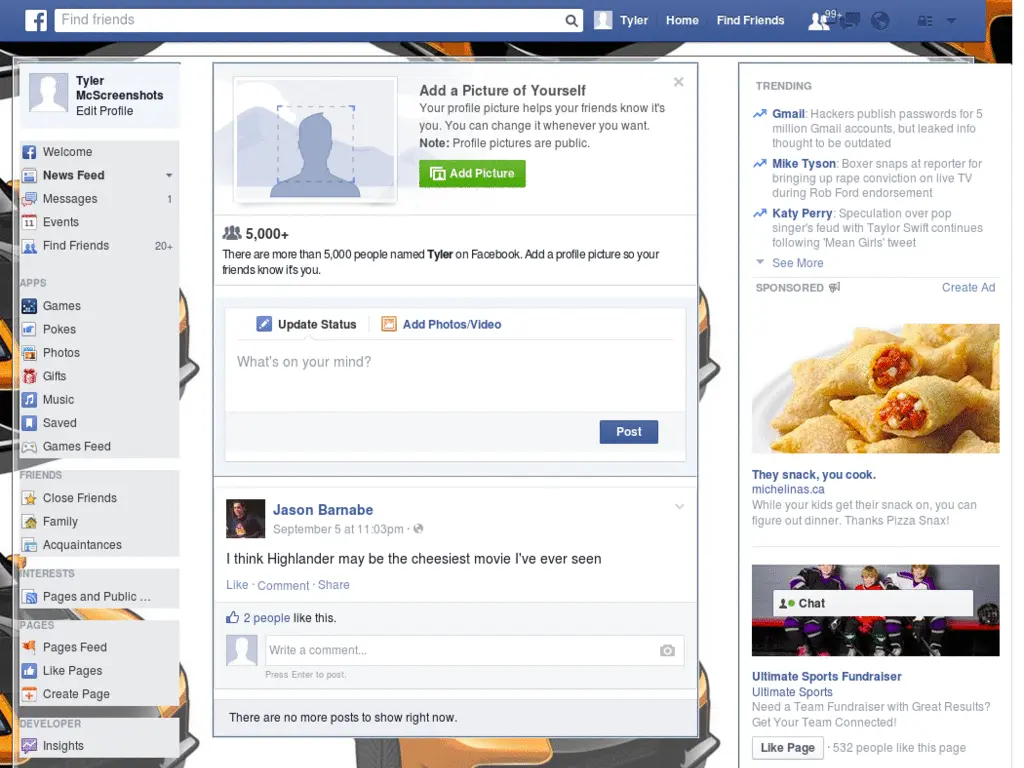 f
Find friends
Tyler
Home
Find Friends
99+
Tyler
McScreenshots
Edit Profile
Welcome
News Feed
Messages
1
11
Events
Find Friends
20+
APPS
Games
Pokes
Photos
Gifts
Music
Saved
Games Feed
FRIENDS
Close Friends
Family
Acquaintances
INTERESTS
Pages and Public ...
PAGES
Pages Feed
Like Pages
Create Page
DEVELOPER
Insights
Add a Picture of Yourself
Your profile picture helps your friends know it's
you. You can change it whenever you want.
Note: Profile pictures are public.
Add Picture
5,000+
There are more than 5,000 people named Tyler on Facebook. Add a profile picture so your
friends know it's you.
Update Status
Add Photos/Video
What's on your mind?
Post
Jason Barnabe
September 5 at 11:03pm ·
I think Highlander may be the cheesiest movie I've ever seen
Like · Comment · Share
2 people like this.
Write a comment...
Press Enter to post.
There are no more posts to show right now.
TRENDING
Gmail: Hackers publish passwords for 5
million Gmail accounts, but leaked info
thought to be outdated
Mike Tyson: Boxer snaps at reporter for
bringing up rape conviction on live TV
during Rob Ford endorsement
Katy Perry: Speculation over pop
singer's feud with Taylor Swift continues
following 'Mean Girls' tweet
See More
SPONSORED
Create Ad
They snack, you cook.
michelinas.ca
While your kids get their snack on, you can
figure out dinner. Thanks Pizza Snax!
Chat
Ultimate Sports Fundraiser
Ultimate Sports
Need a Team Fundraiser with Great Results?
Get Your Team Connected!
Like Page
· 532 people like this page